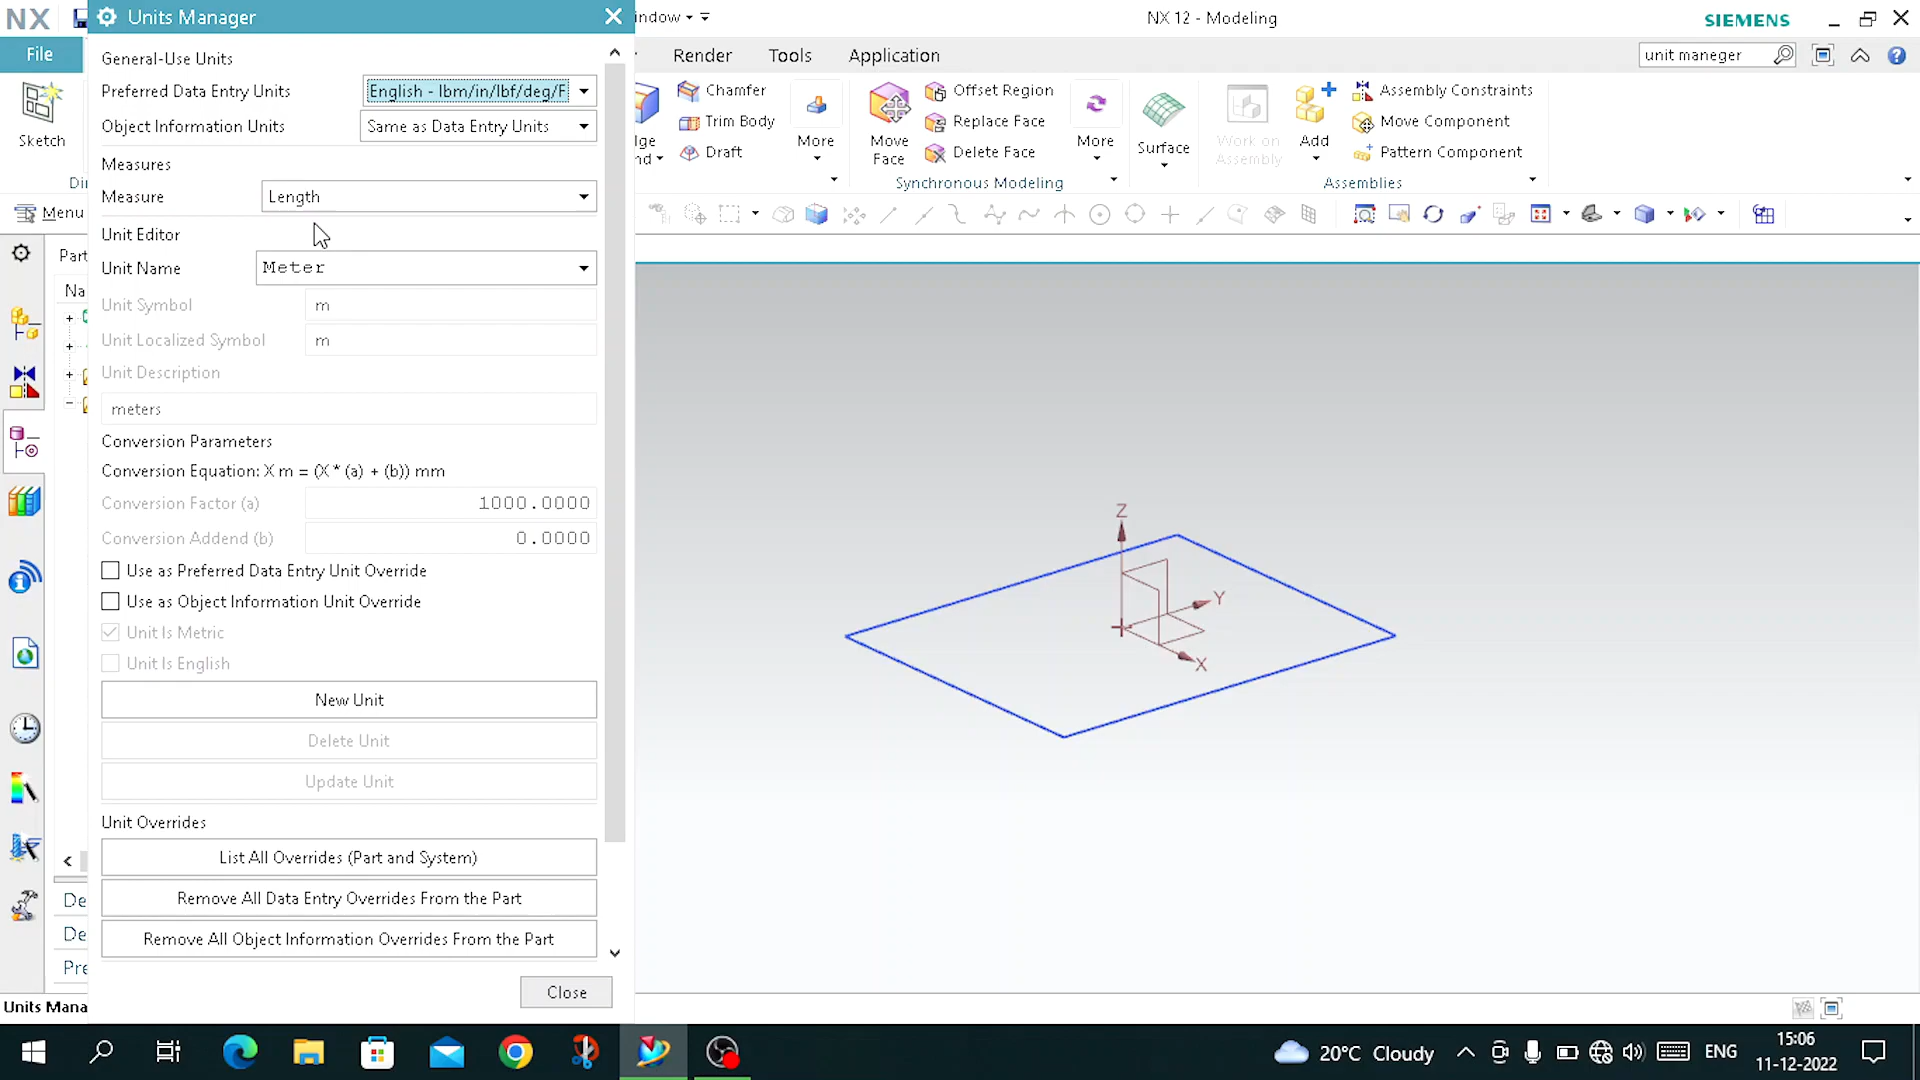 NX
Units Manager
indow
NX 12 - Modeling
SIEMENS
File
Render
Tools
Application
unit maneger
General-Use Units
Preferred Data Entry Units
English - lbm/in/lbf/deg/F
Object Information Units
Same as Data Entry Units
Measures
Measure
Length
Unit Editor
Unit Name
Meter
Unit Symbol
m
Unit Localized Symbol
m
Unit Description
meters
Conversion Parameters
Conversion Equation: X m = (X * (a) + (b)) mm
Conversion Factor (a)
1000.0000
Conversion Addend (b)
0.0000
Use as Preferred Data Entry Unit Override
Use as Object Information Unit Override
Unit Is Metric
Unit Is English
New Unit
Delete Unit
Update Unit
Unit Overrides
List All Overrides (Part and System)
Remove All Data Entry Overrides From the Part
Remove All Object Information Overrides From the Part
Close
Sketch
Dir
Menu
Part
Na
De
De
Pre
Units Mana
dge
nd
Chamfer
Trim Body
Draft
More
Move Face
Offset Region
Replace Face
Delete Face
More
Synchronous Modeling
Surface
Work on Assembly
Add
Assembly Constraints
Move Component
Pattern Component
Assemblies
Z
Y
X
20°C Cloudy
ENG
15:06
11-12-2022